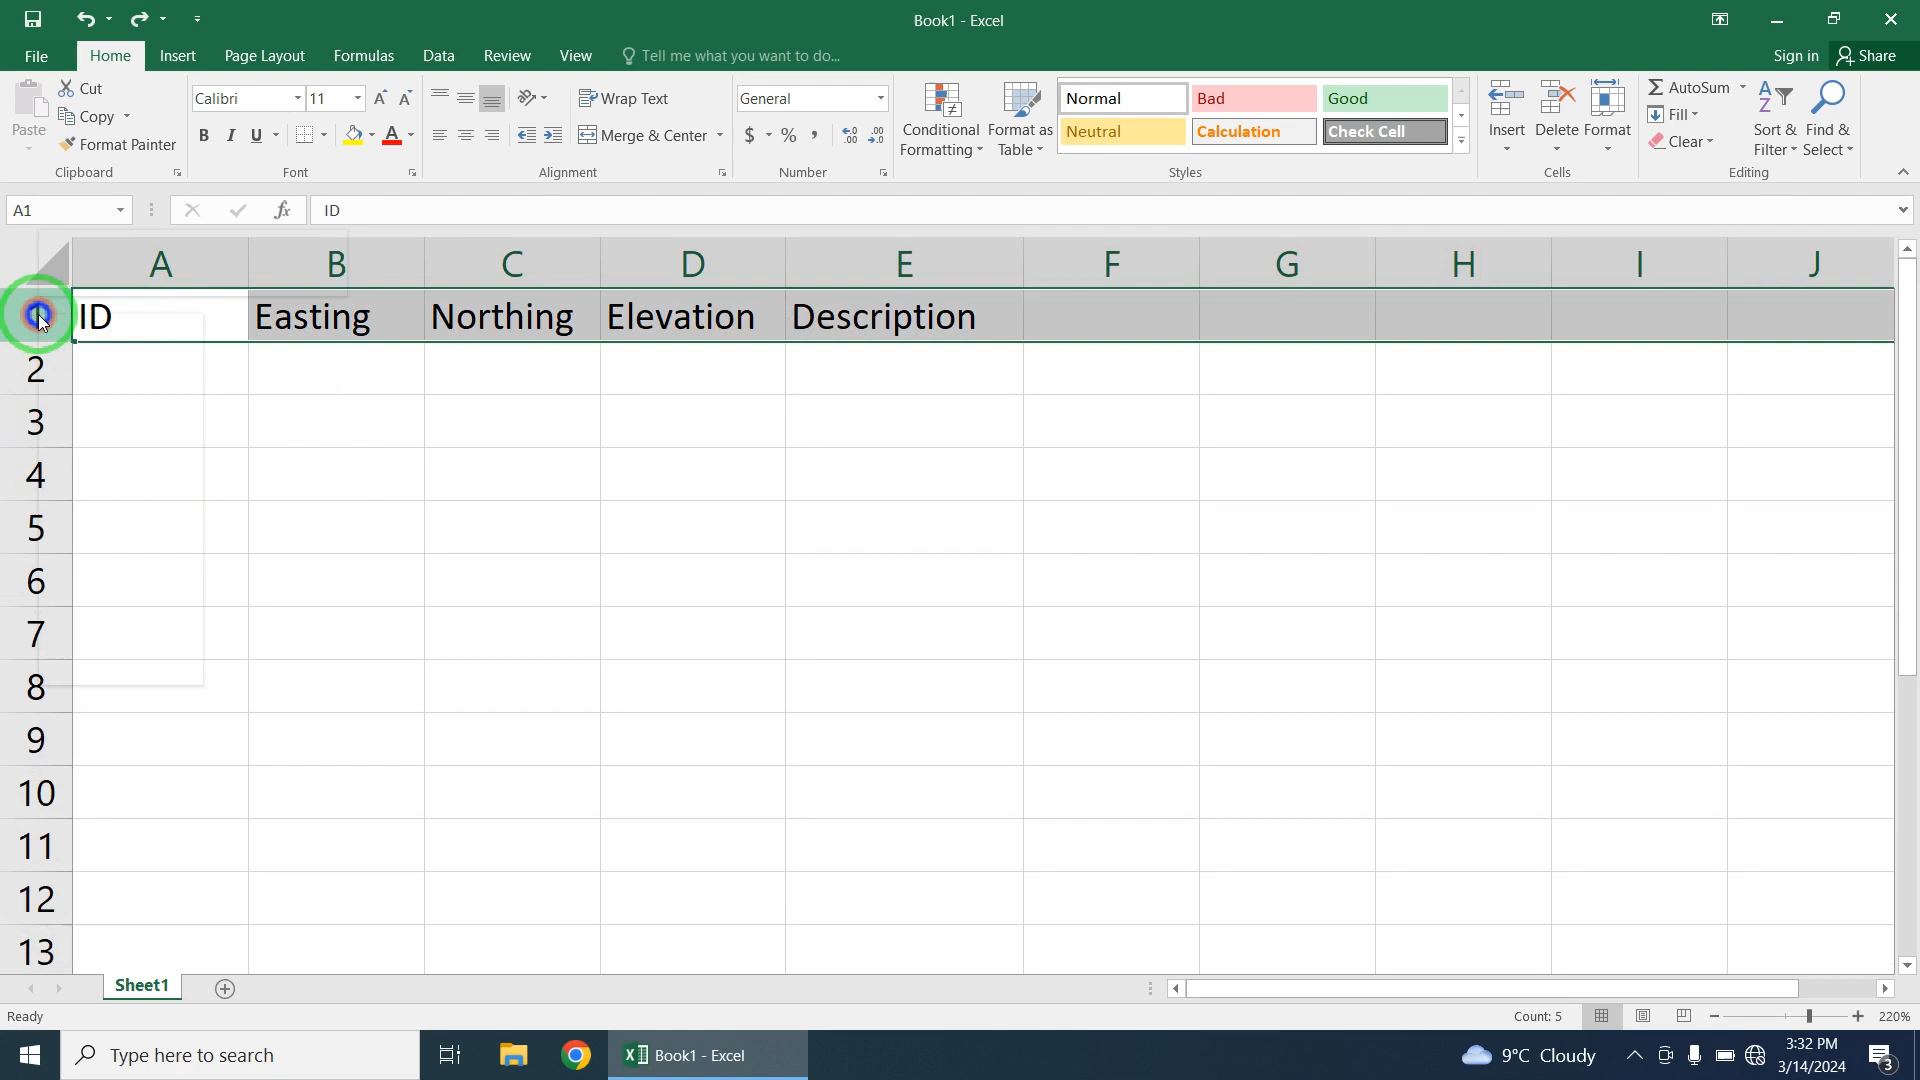 Book1 - Excel
File Home Insert Page Layout Formulas Data Review View Tell me what you want to do... Sign in Share
Paste Cut Copy Format Painter Clipboard
Calibri 11 A A B I U A Font
Wrap Text Merge & Center Alignment
General $ % , .00 Number
Conditional Formatting Format as Table
Normal Bad Good
Neutral Calculation Check Cell
Styles
Insert Delete Format Cells
AutoSum Fill Clear Sort & Filter Find & Select Editing
A1 fx ID
A B C D E F G H I J
1 ID Easting Northing Elevation Description
2
3
4
5
6
7
8
9
10
11
12
13
Sheet1
Ready Count: 5 220%
Type here to search Book1 - Excel 9°C Cloudy 3:32 PM
3/14/2024 3